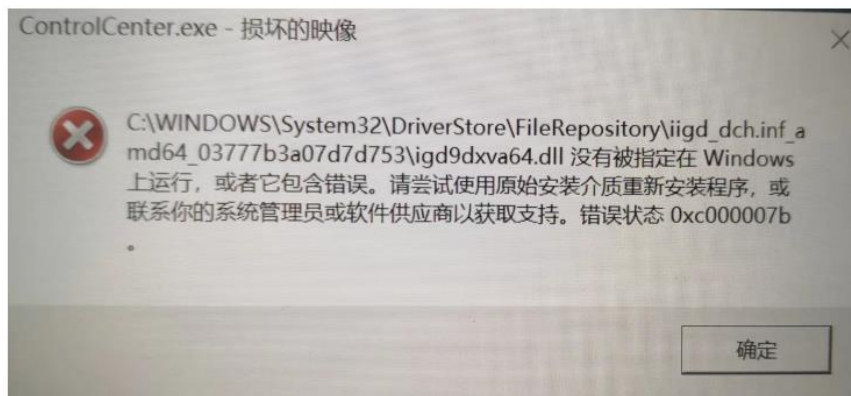 ControlCenter.exe - 损坏的映像
C:\WINDOWS\System32\DriverStore\FileRepository\iigd_dch.inf_a
md64_03777b3a07d7d753\igd9dxva64.dll 没有被指定在 Windows
上运行，或者它包含错误。请尝试使用原始安装介质重新安装程序，或
联系你的系统管理员或软件供应商以获取支持。错误状态 0xc000007b
。
确定